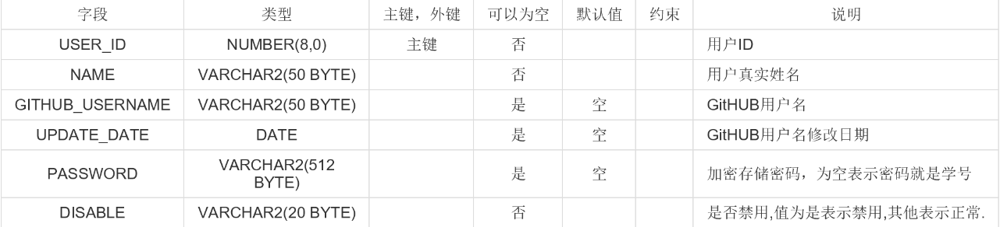 字段 类型 主键，外键 可以为空 默认值 约束 说明
USER_ID NUMBER(8,0) 主键 否 用户ID
NAME VARCHAR2(50 BYTE) 否 用户真实姓名
GITHUB_USERNAME VARCHAR2(50 BYTE) 是 空 GitHUB用户名
UPDATE_DATE DATE 是 空 GitHUB用户名修改日期
PASSWORD VARCHAR2(512 BYTE) 是 空 加密存储密码，为空表示密码就是学号
DISABLE VARCHAR2(20 BYTE) 否 是否禁用,值为是表示禁用,其他表示正常.